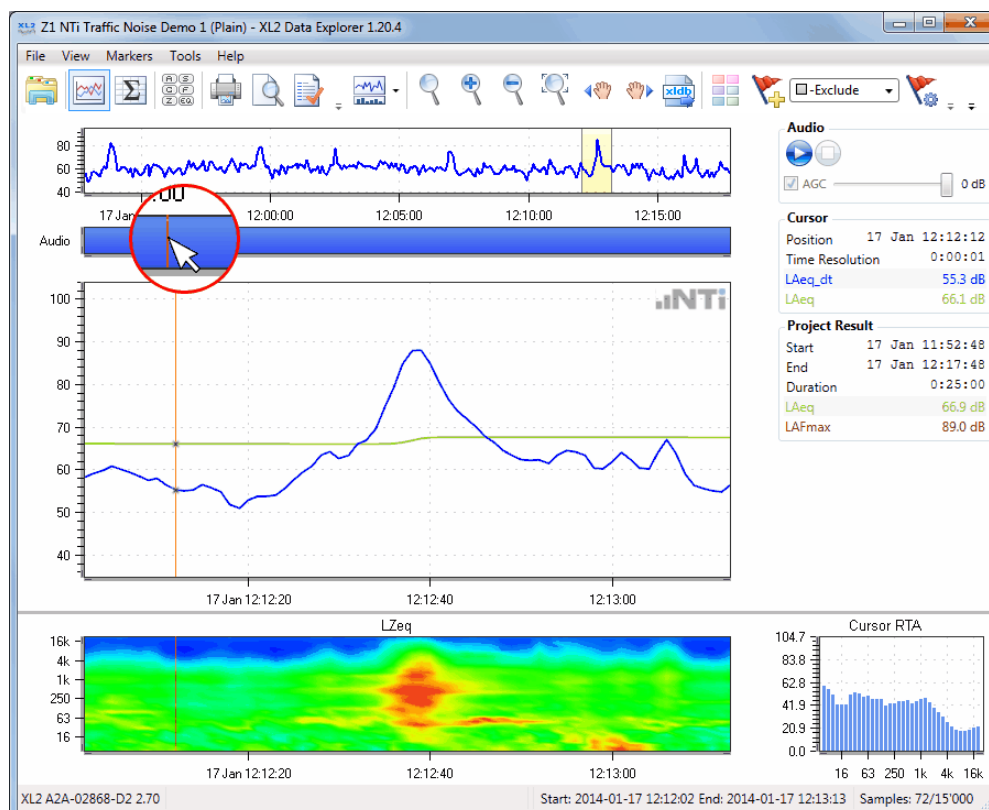 XL2 Z1 NTi Traffic Noise Demo 1 (Plain) - XL2 Data Explorer 1.20.4
File View Markers Tools Help
A S
C F
Z EQ
xldb
-Exclude
80
60
40
17 Jan
:00
12:00:00
12:05:00
12:10:00
12:15:00
Audio
Audio
AGC
0 dB
Cursor
Position 17 Jan 12:12:12
Time Resolution 0:00:01
LAeq_dt 55.3 dB
LAeq 66.1 dB
Project Result
Start 17 Jan 11:52:48
End 17 Jan 12:17:48
Duration 0:25:00
LAeq 66.9 dB
LAFmax 89.0 dB
NTi
100
90
80
70
60
50
40
17 Jan 12:12:20 12:12:40 12:13:00
LZeq
16k
4k
1k
250
63
16
17 Jan 12:12:20 12:12:40 12:13:00
Cursor RTA
104.7
83.8
62.8
41.9
20.9
0.0
16 63 250 1k 4k 16k
XL2 A2A-02868-D2 2.70 Start: 2014-01-17 12:12:02 End: 2014-01-17 12:13:13 Samples: 72/15'000